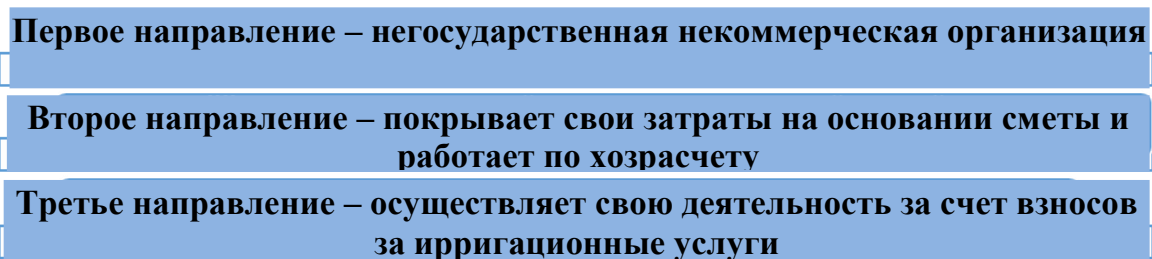 Первое направление – негосударственная некоммерческая организация
Второе направление – покрывает свои затраты на основании сметы и
работает по хозрасчету
Третье направление – осуществляет свою деятельность за счет взносов
за ирригационные услуги